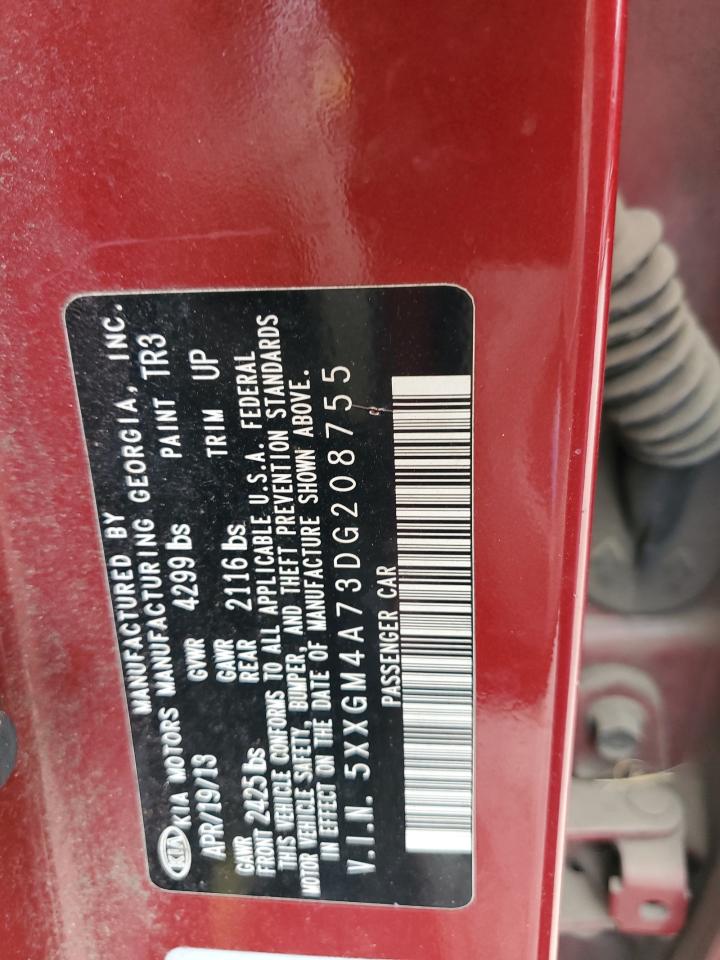 MANUFACTURED BY
KIA KIA MOTORS MANUFACTURING GEORGIA, INC.
APR/19/13 GVWR 4299 lbs PAINT TR3
GAWR FRONT 2425 lbs GAWR REAR 2116 lbs TRIM UP
THIS VEHICLE CONFORMS TO ALL APPLICABLE U.S.A. FEDERAL
MOTOR VEHICLE SAFETY, BUMPER, AND THEFT PREVENTION STANDARDS
IN EFFECT ON THE DATE OF MANUFACTURE SHOWN ABOVE.
V.I.N. 5XXGM4A73DG208755
PASSENGER CAR